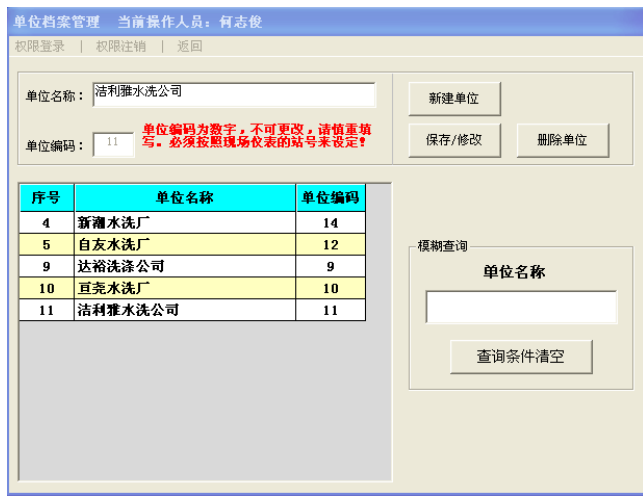 单位档案管理 当前操作人员：何志俊
权限登录 | 权限注销 | 返回
单位名称： 洁利雅水洗公司
新建单位
单位编码： 11
单位编码为数字，不可更改，请慎重填
写。必须按照现场仪表的站号来设定！
保存/修改
删除单位
序号 单位名称 单位编码
4 新潮水洗厂 14
5 自友水洗厂 12
9 达裕洗涤公司 9
10 亘尧水洗厂 10
11 洁利雅水洗公司 11
模糊查询
单位名称
查询条件清空